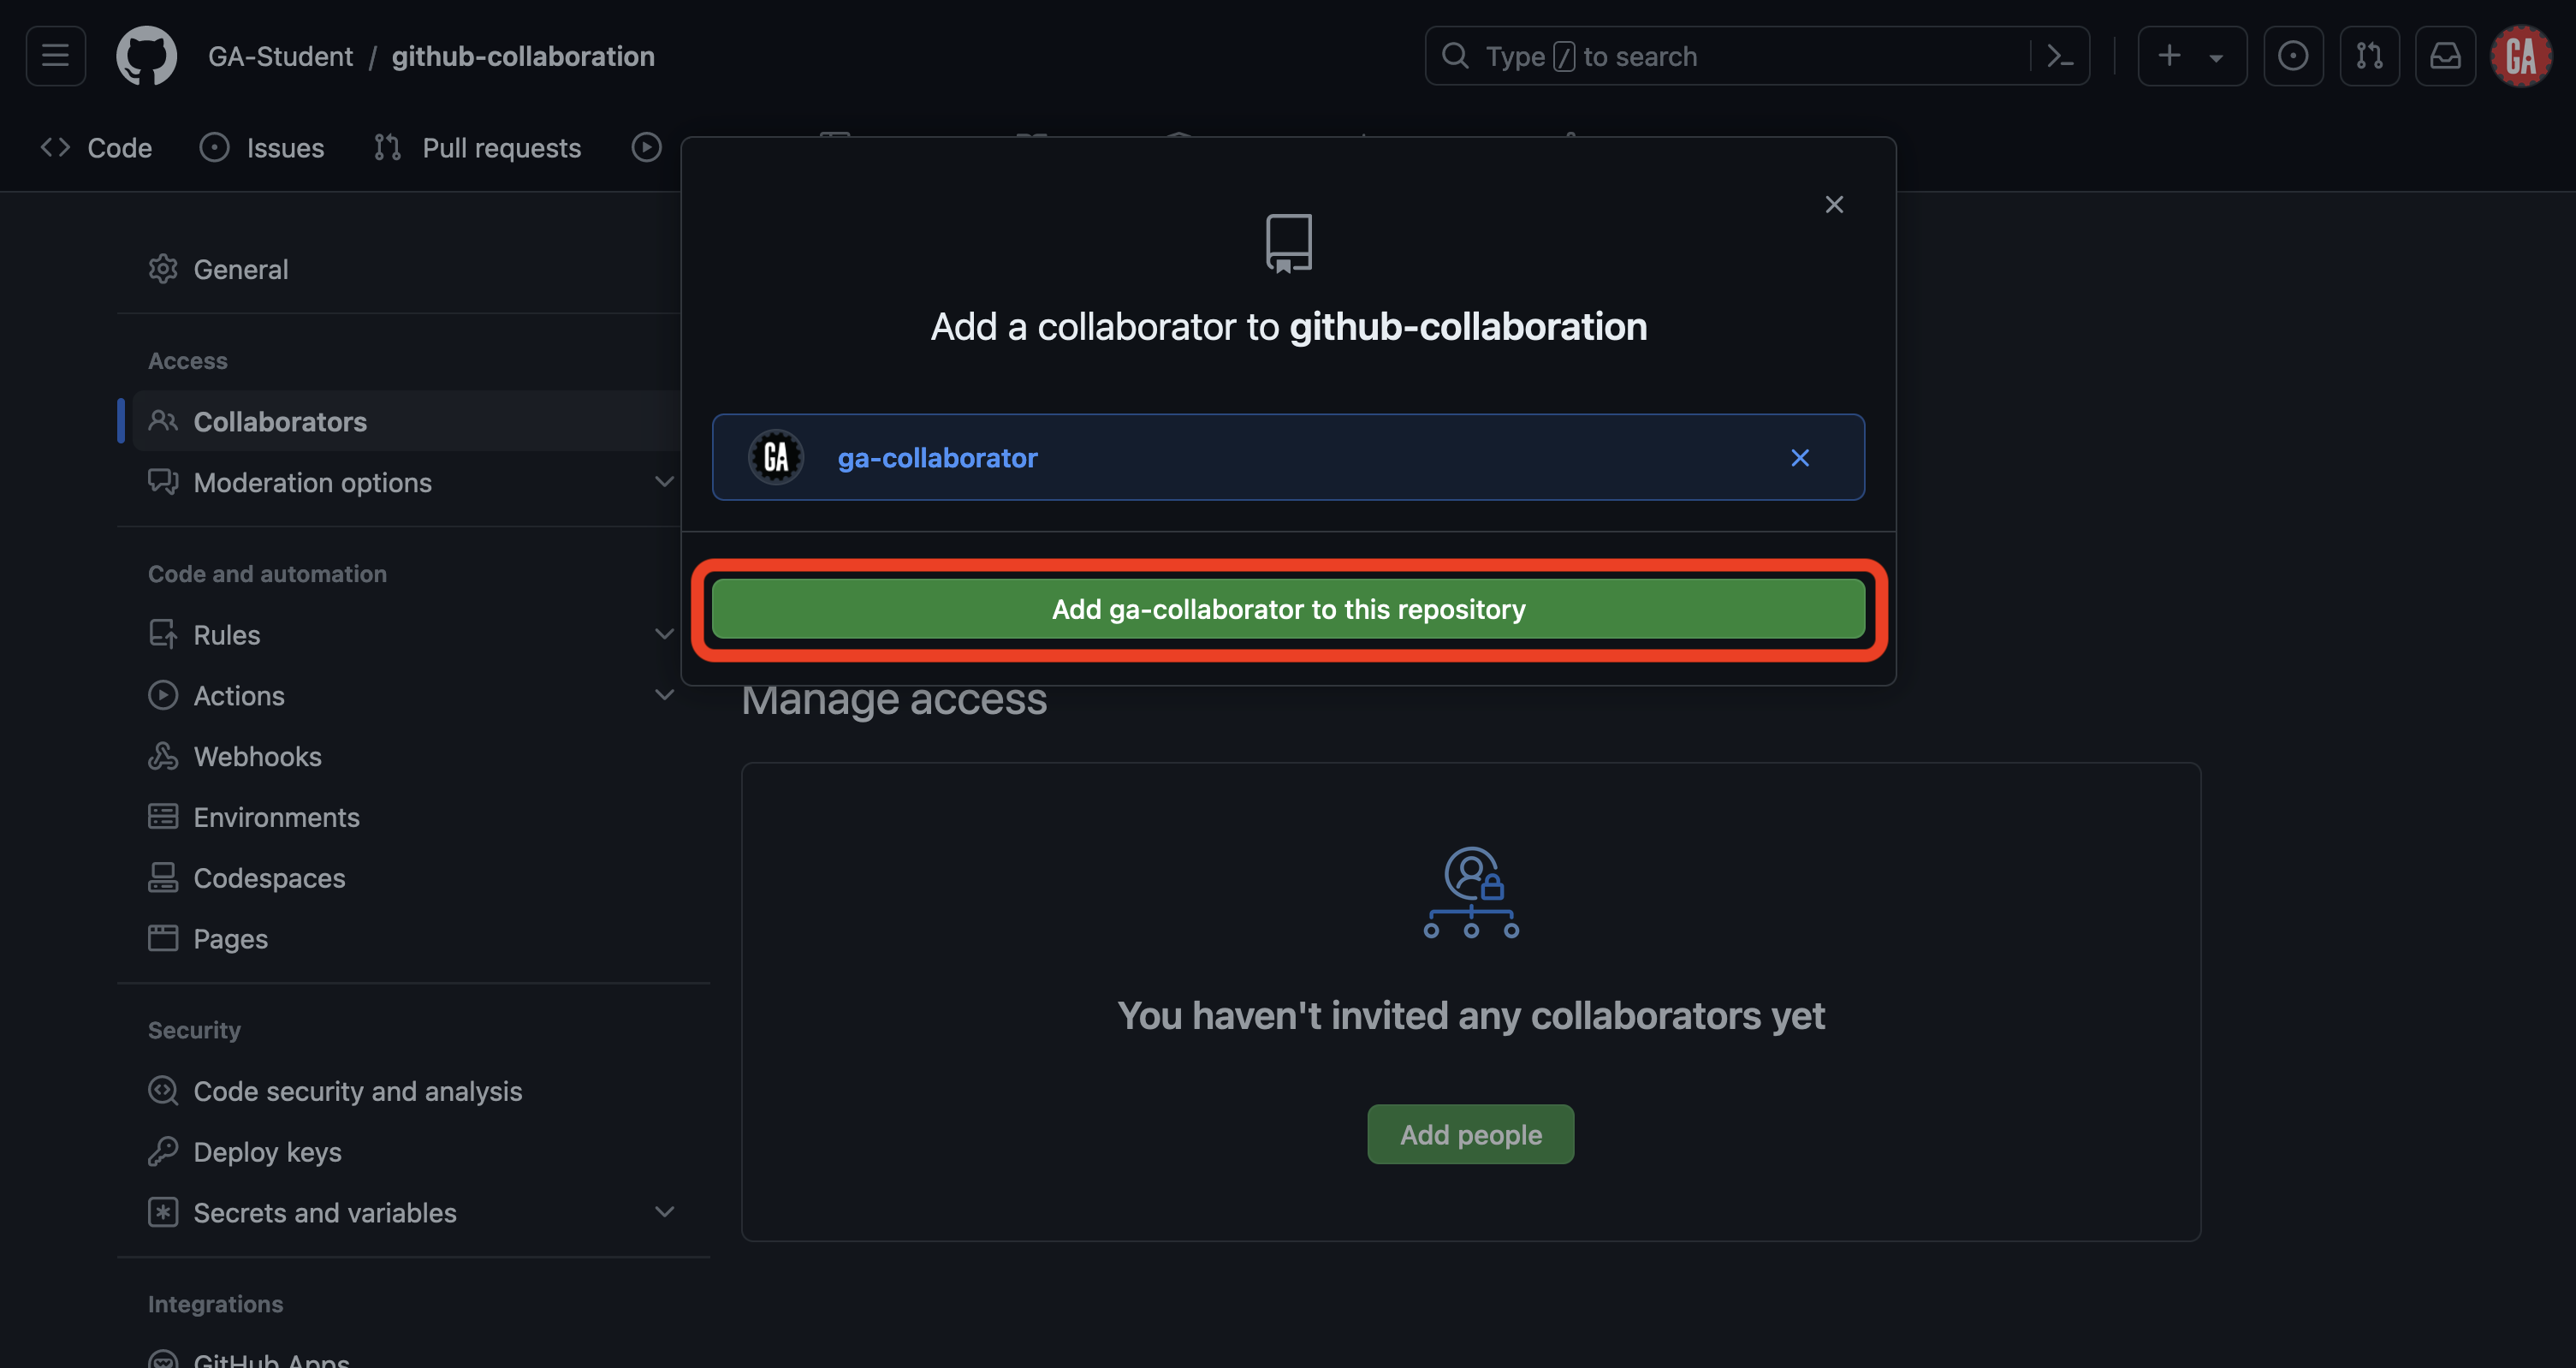 GA-Student / github-collaboration
Type / to search
GA
Code
Issues
Pull requests
General
Access
Collaborators
Moderation options
Code and automation
Rules
Actions
Webhooks
Environments
Codespaces
Pages
Security
Code security and analysis
Deploy keys
Secrets and variables
Integrations
GitHub Apps
Add a collaborator to github-collaboration
GA
ga-collaborator
Add ga-collaborator to this repository
Manage access
You haven't invited any collaborators yet
Add people